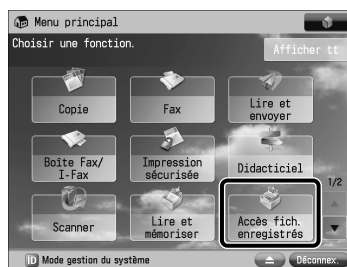 Menu principal
Choisir une fonction.
Afficher tt
Copie
Fax
Lire et
envoyer
Boîte Fax/
I-Fax
Impression
sécurisée
Didacticiel
1/2
Scanner
Lire et
mémoriser
Accès fich.
enregistrés
ID Mode gestion du système
Déconnex.